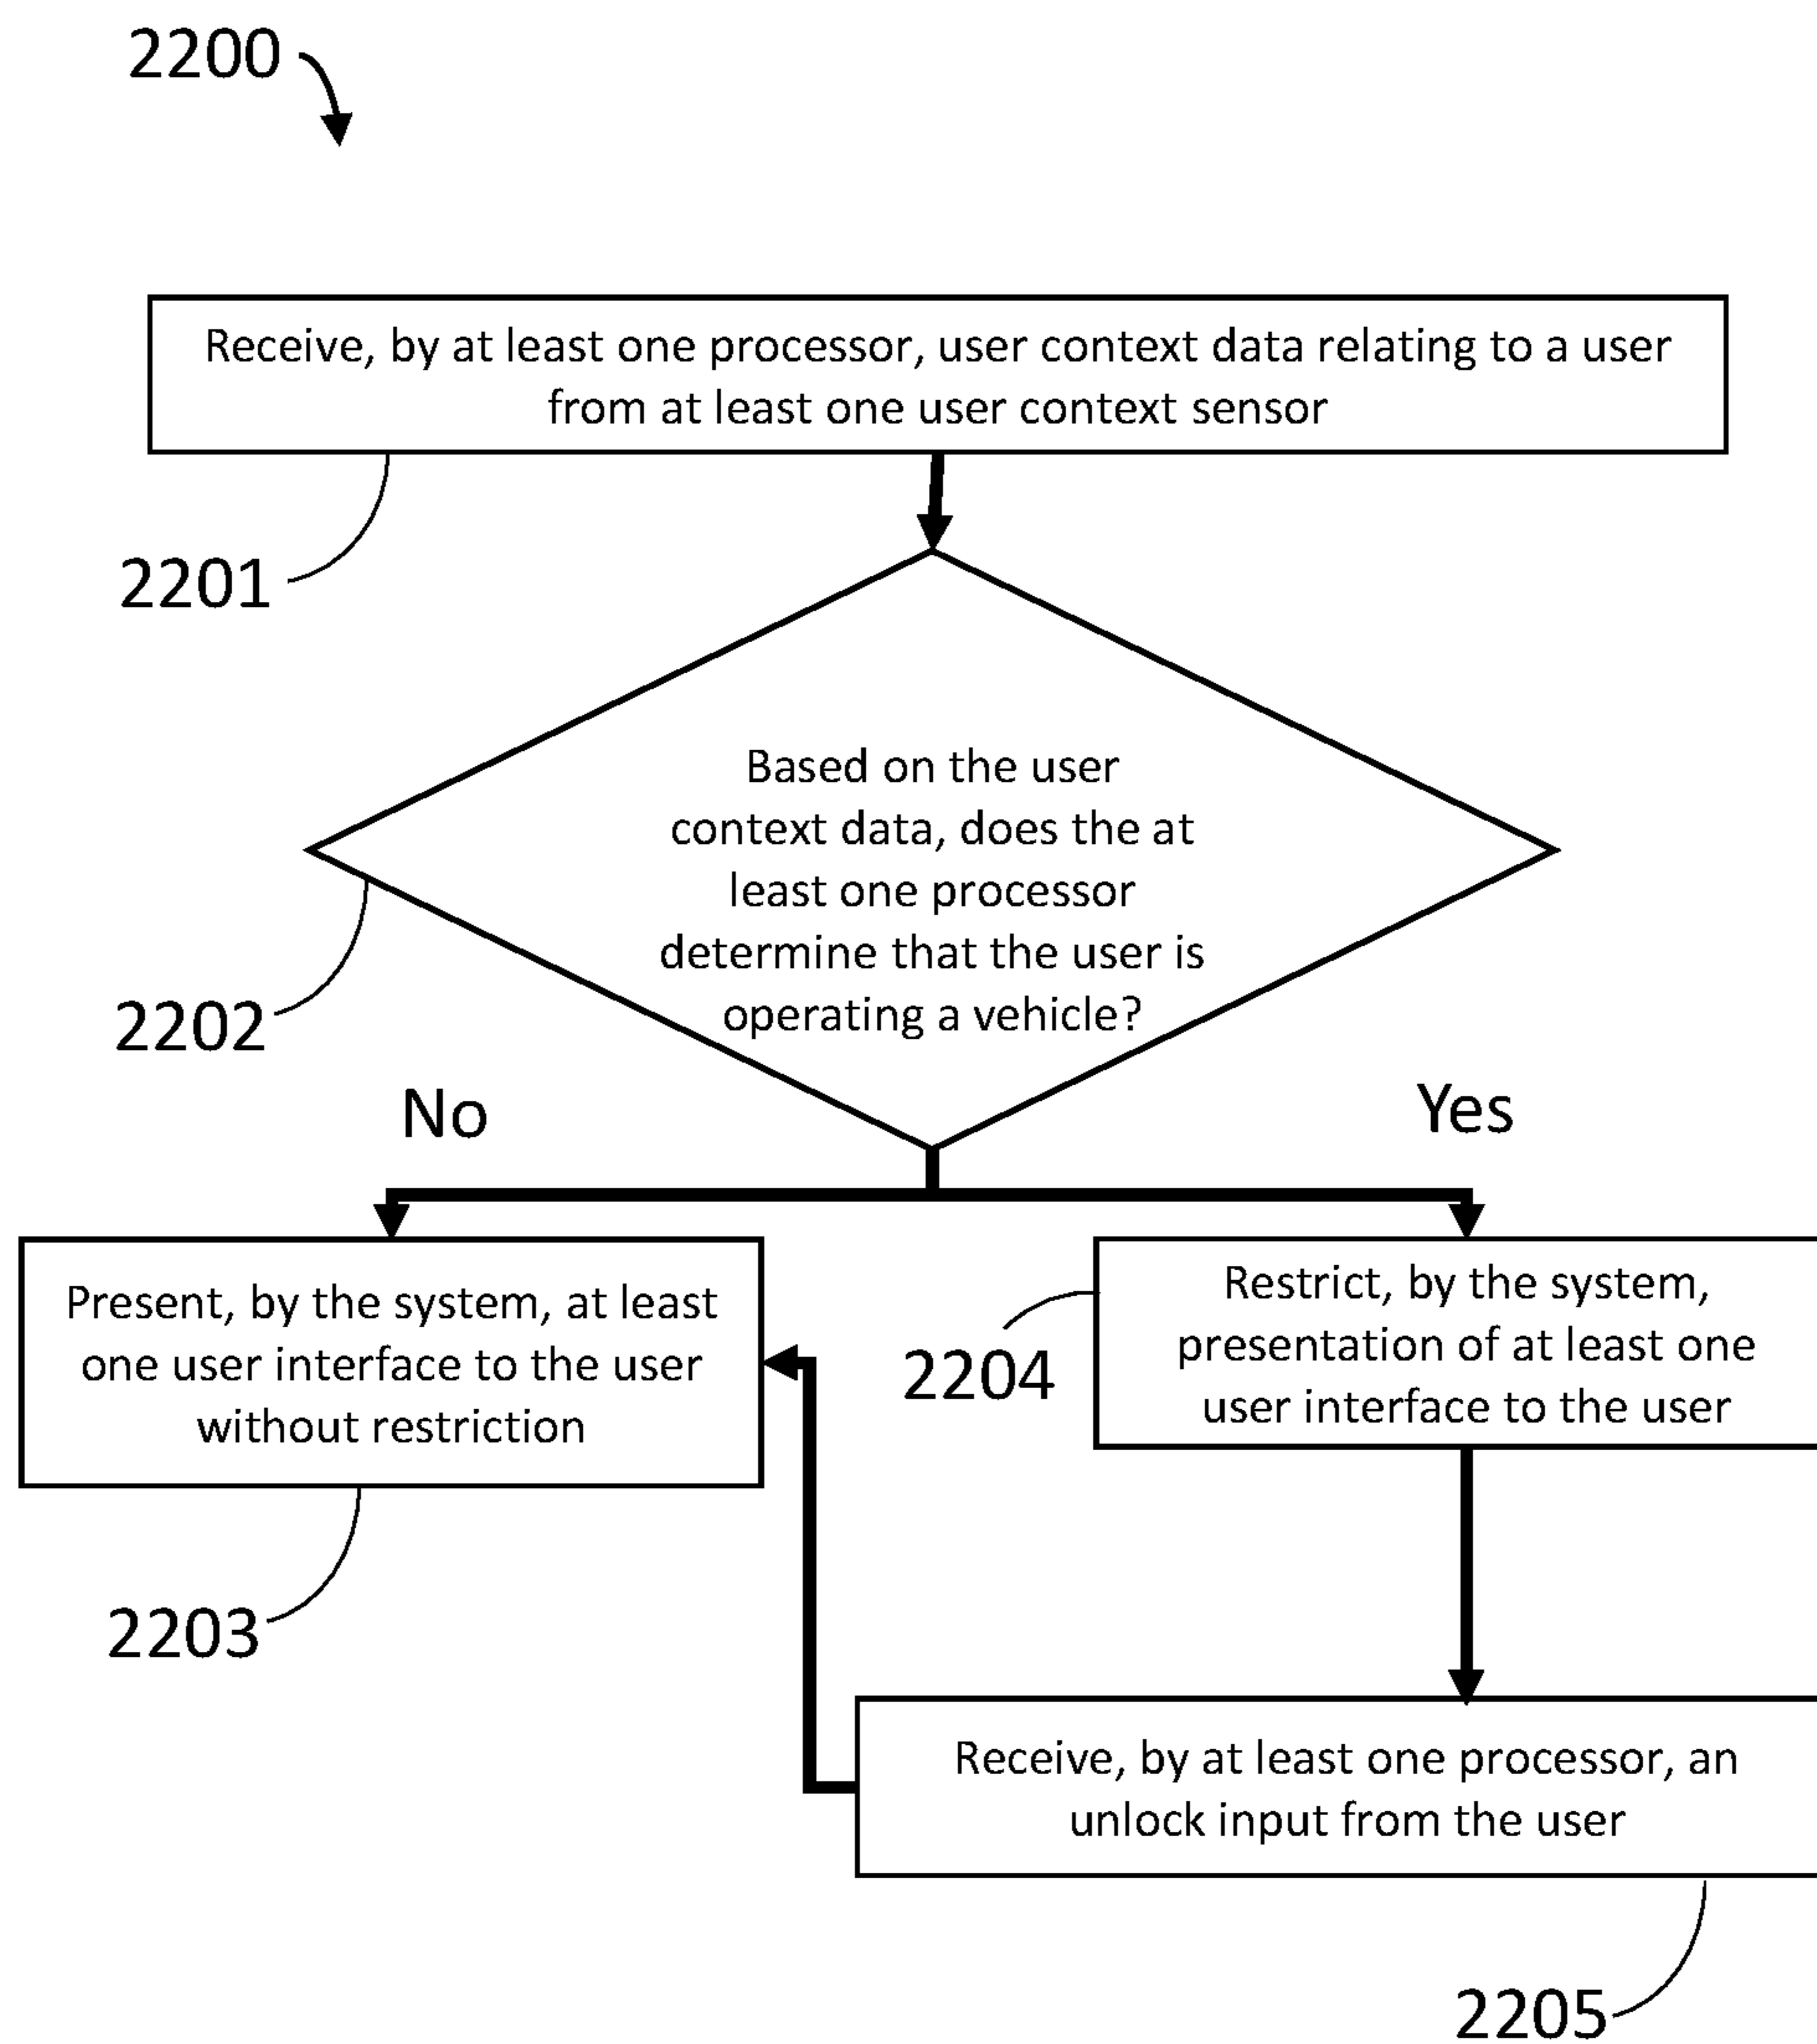 2200
Receive, by at least one processor, user context data relating to a user
from at least one user context sensor
2201
Based on the user
context data, does the at
least one processor
determine that the user is
operating a vehicle?
2202
No
Yes
Present, by the system, at least
one user interface to the user
without restriction
2203
Restrict, by the system,
presentation of at least one
user interface to the user
2204
Receive, by at least one processor, an
unlock input from the user
2205